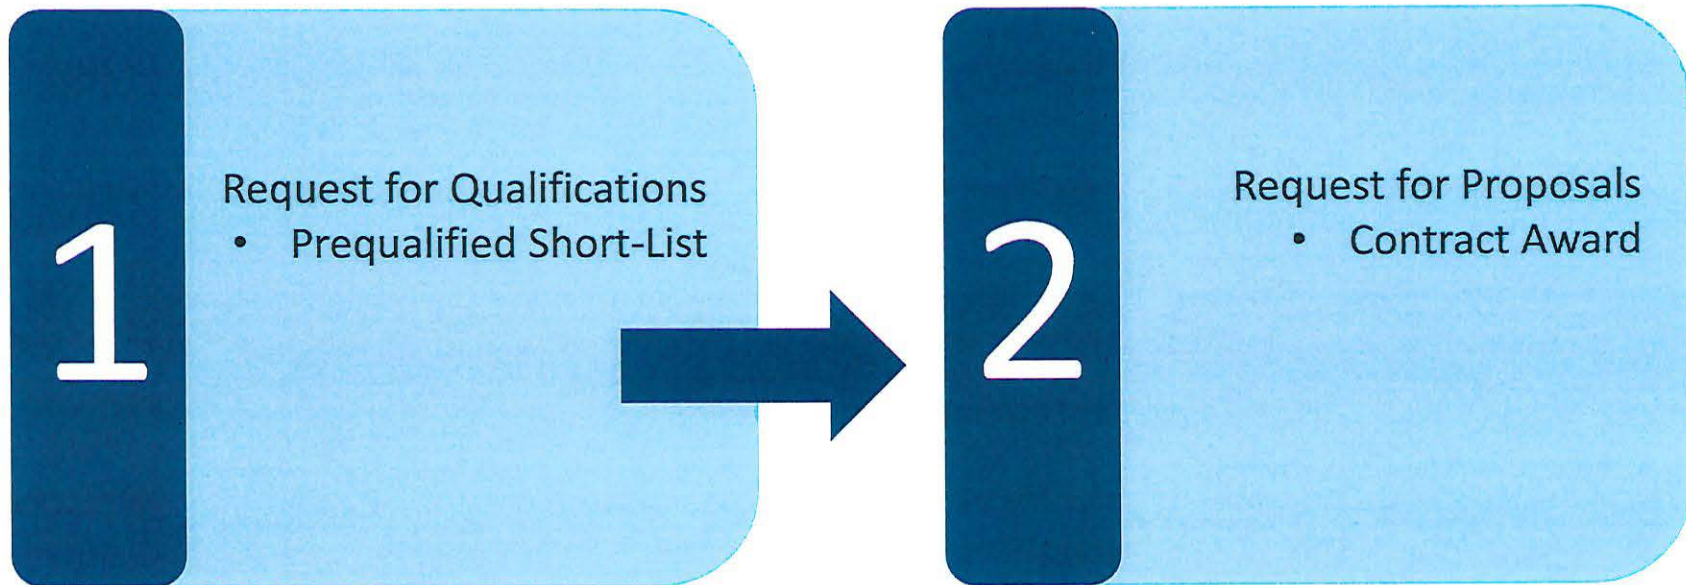 1
Request for Qualifications
• Prequalified Short-List
2
Request for Proposals
• Contract Award